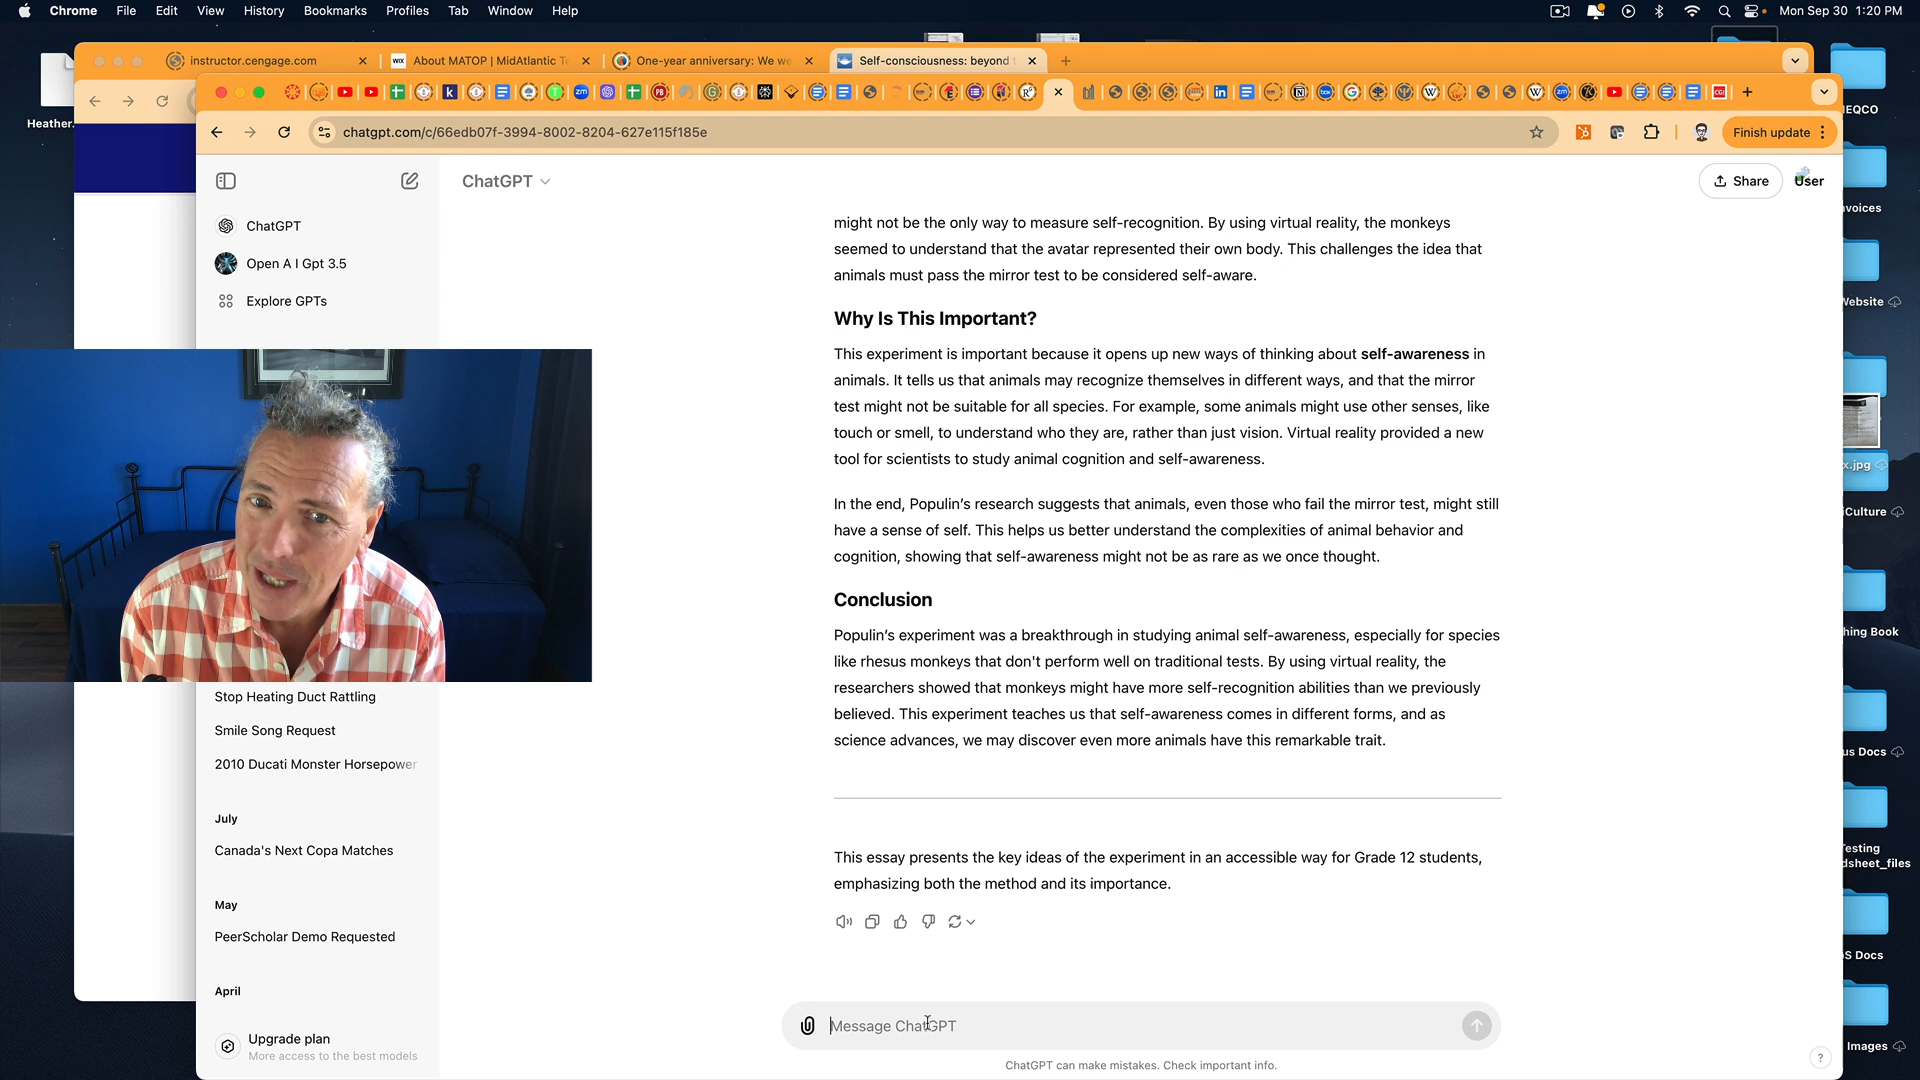 Chrome File Edit View History Bookmarks Profiles Tab Window Help
Mon Sep 30 1:20 PM
instructor.cengage.com
WIX About MATOP | MidAtlantic Te
One-year anniversary: We we
Self-consciousness: beyond t
Heather.
chatgpt.com/c/66edb07f-3994-8002-8204-627e115f185e
Finish update
ChatGPT
Share
User
ChatGPT
Open A I Gpt 3.5
Explore GPTs
might not be the only way to measure self-recognition. By using virtual reality, the monkeys
seemed to understand that the avatar represented their own body. This challenges the idea that
animals must pass the mirror test to be considered self-aware.
Why Is This Important?
This experiment is important because it opens up new ways of thinking about self-awareness in
animals. It tells us that animals may recognize themselves in different ways, and that the mirror
test might not be suitable for all species. For example, some animals might use other senses, like
touch or smell, to understand who they are, rather than just vision. Virtual reality provided a new
tool for scientists to study animal cognition and self-awareness.
In the end, Populin's research suggests that animals, even those who fail the mirror test, might still
have a sense of self. This helps us better understand the complexities of animal behavior and
cognition, showing that self-awareness might not be as rare as we once thought.
Conclusion
Populin's experiment was a breakthrough in studying animal self-awareness, especially for species
like rhesus monkeys that don't perform well on traditional tests. By using virtual reality, the
researchers showed that monkeys might have more self-recognition abilities than we previously
believed. This experiment teaches us that self-awareness comes in different forms, and as
science advances, we may discover even more animals have this remarkable trait.
This essay presents the key ideas of the experiment in an accessible way for Grade 12 students,
emphasizing both the method and its importance.
Stop Heating Duct Rattling
Smile Song Request
2010 Ducati Monster Horsepower
July
Canada's Next Copa Matches
May
PeerScholar Demo Requested
April
Upgrade plan
More access to the best models
Message ChatGPT
ChatGPT can make mistakes. Check important info.
?
HEQCO
nvoices
Website
x.jpg
iCulture
hing Book
us Docs
Testing
dsheet_files
S Docs
Images